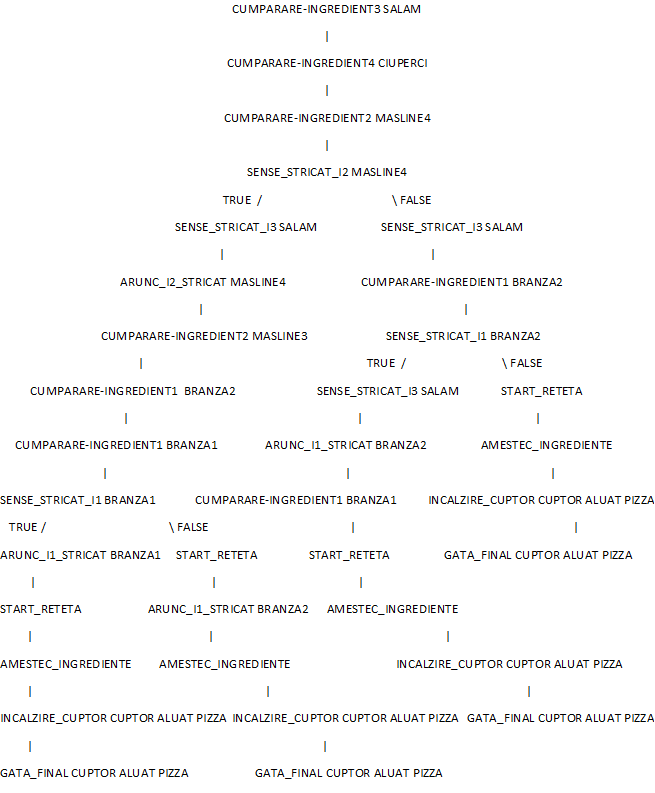 CUMPARARE-INGREDIENT3 SALAM
|
CUMPARARE-INGREDIENT4 CIUPERCI
|
CUMPARARE-INGREDIENT2 MASLINE4
|
SENSE_STRICAT_I2 MASLINE4
TRUE / \ FALSE
SENSE_STRICAT_I3 SALAM SENSE_STRICAT_I3 SALAM
| |
ARUNC_I2_STRICAT MASLINE4 CUMPARARE-INGREDIENT1 BRANZA2
| |
CUMPARARE-INGREDIENT2 MASLINE3 SENSE_STRICAT_I1 BRANZA2
| TRUE / \ FALSE
CUMPARARE-INGREDIENT1 BRANZA2 SENSE_STRICAT_I3 SALAM START_RETETA
| | |
CUMPARARE-INGREDIENT1 BRANZA1 ARUNC_I1_STRICAT BRANZA2 AMESTEC_INGREDIENTE
| | |
SENSE_STRICAT_I1 BRANZA1 CUMPARARE-INGREDIENT1 BRANZA1 INCALZIRE_CUPTOR CUPTOR ALUAT PIZZA
TRUE / \ FALSE | |
ARUNC_I1_STRICAT BRANZA1 START_RETETA START_RETETA GATA_FINAL CUPTOR ALUAT PIZZA
| | |
START_RETETA ARUNC_I1_STRICAT BRANZA2 AMESTEC_INGREDIENTE
| | |
AMESTEC_INGREDIENTE AMESTEC_INGREDIENTE INCALZIRE_CUPTOR CUPTOR ALUAT PIZZA
| | |
INCALZIRE_CUPTOR CUPTOR ALUAT PIZZA INCALZIRE_CUPTOR CUPTOR ALUAT PIZZA GATA_FINAL CUPTOR ALUAT PIZZA
| |
GATA_FINAL CUPTOR ALUAT PIZZA GATA_FINAL CUPTOR ALUAT PIZZA